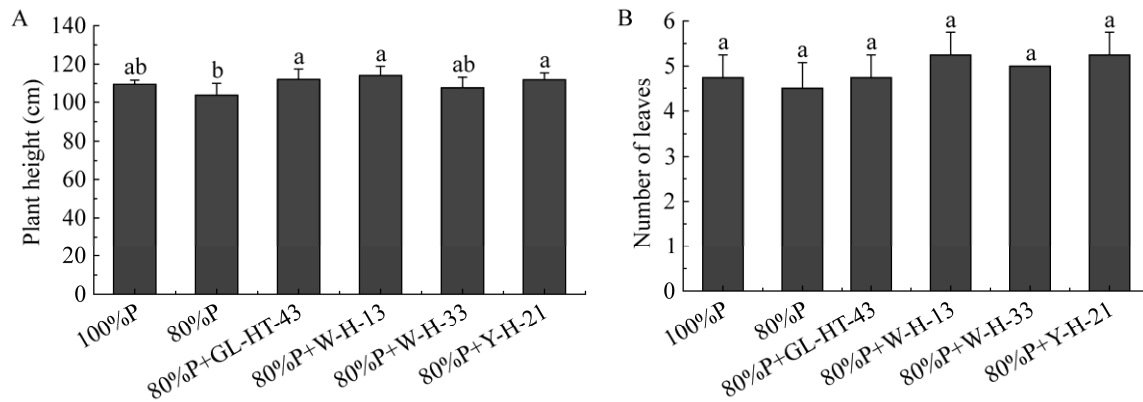 A
Plant height (cm)
140
120
100
80
60
40
20
0
ab
b
a
a
ab
a
100%P
80%P
80%P+GL-HT-43
80%P+W-H-13
80%P+W-H-33
80%P+Y-H-21
B
Number of leaves
6
5
4
3
2
1
0
a
a
a
a
a
a
100%P
80%P
80%P+GL-HT-43
80%P+W-H-13
80%P+W-H-33
80%P+Y-H-21